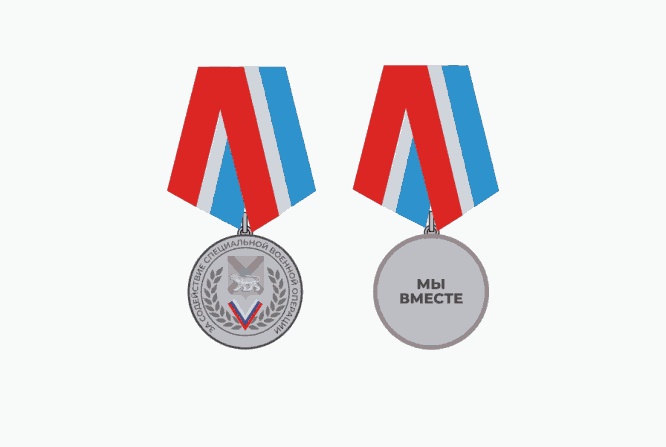 ЗА СОДЕЙСТВИЕ СПЕЦИАЛЬНОЙ ВОЕННОЙ ОПЕРАЦИИ
МЫ
ВМЕСТЕ